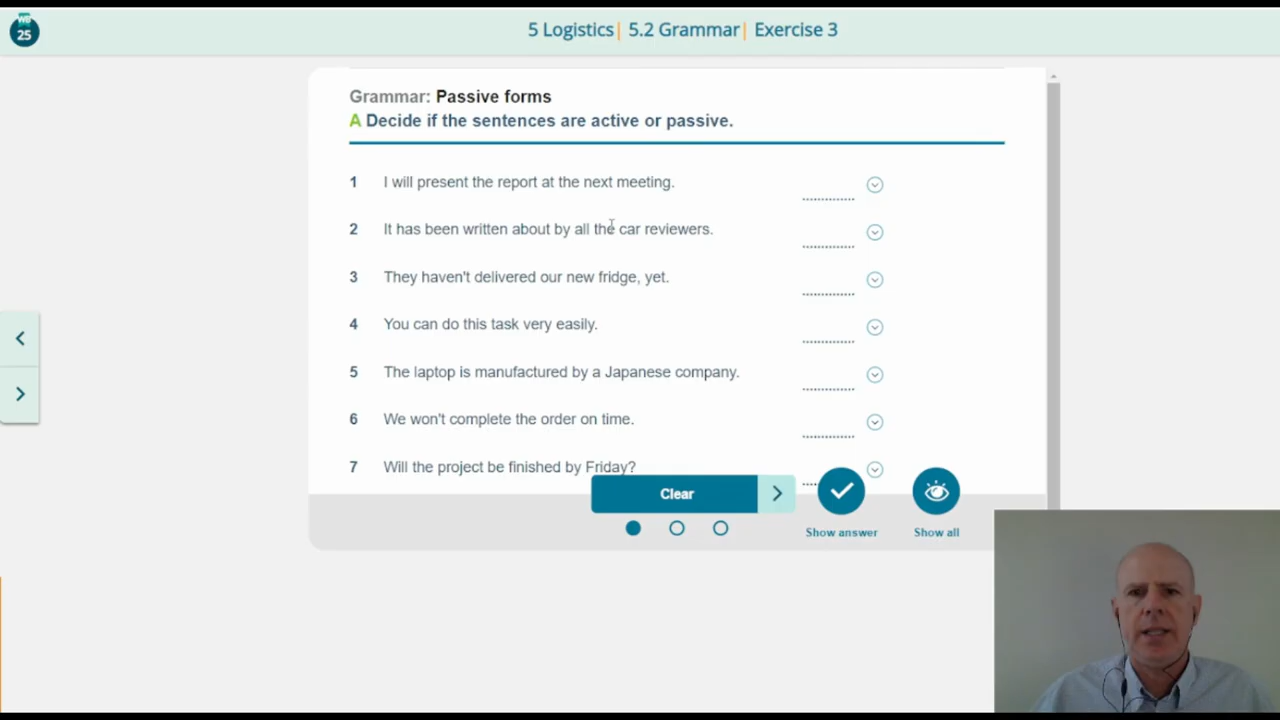 WB
25
5 Logistics| 5.2 Grammar| Exercise 3
Grammar: Passive forms
A Decide if the sentences are active or passive.
1 I will present the report at the next meeting.
2 It has been written about by all the car reviewers.
3 They haven't delivered our new fridge, yet.
4 You can do this task very easily.
5 The laptop is manufactured by a Japanese company.
6 We won't complete the order on time.
7 Will the project be finished by Friday?
Clear
Show answer
Show all